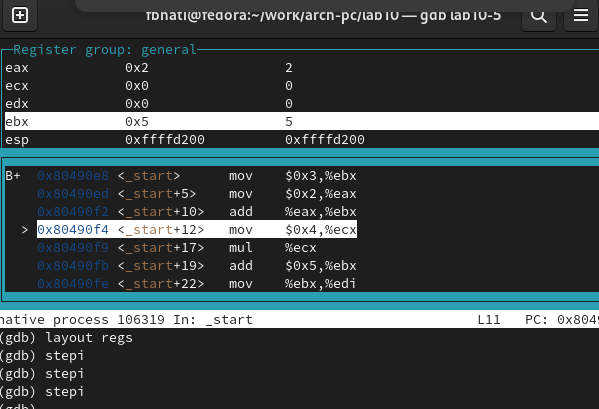 fbnati@fedora:~/work/arch-pc/lab10 — gdb lab10-5
Register group: general
eax 0x2 2
ecx 0x0 0
edx 0x0 0
ebx 0x5 5
esp 0xffffd200 0xffffd200
B+ 0x80490e8 <_start> mov $0x3,%ebx
0x80490ed <_start+5> mov $0x2,%eax
0x80490f2 <_start+10> add %eax,%ebx
> 0x80490f4 <_start+12> mov $0x4,%ecx
0x80490f9 <_start+17> mul %ecx
0x80490fb <_start+19> add $0x5,%ebx
0x80490fe <_start+22> mov %ebx,%edi
native process 106319 In: _start L11 PC: 0x8049
(gdb) layout regs
(gdb) stepi
(gdb) stepi
(gdb) stepi
(gdb)